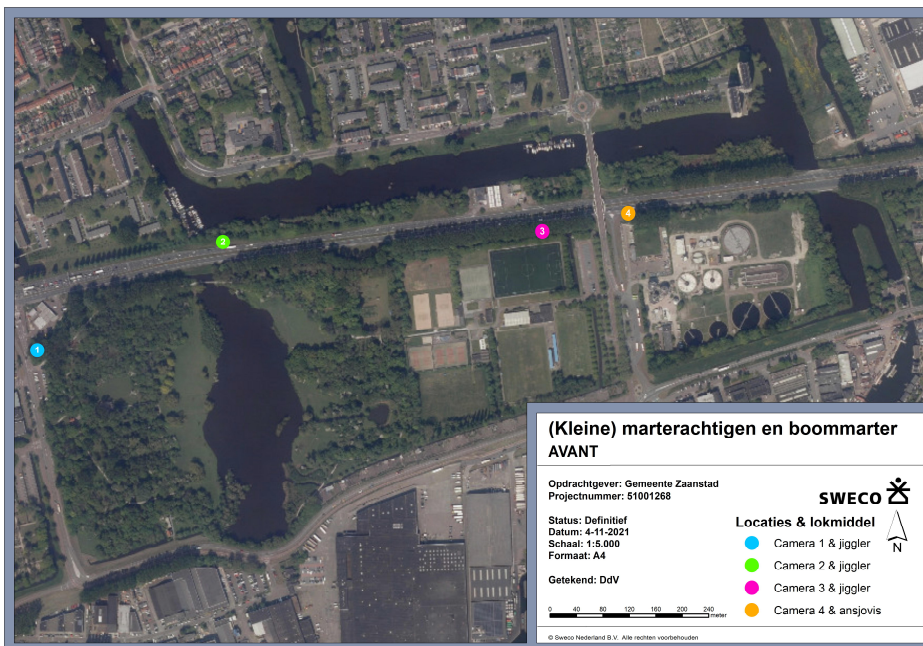 2
3
4
1
(Kleine) marterachtigen en boommarter
AVANT
Opdrachtgever: Gemeente Zaanstad
Projectnummer: 51001268
SWECO
Status: Definitief
Datum: 4-11-2021
Schaal: 1:5.000
Formaat: A4
Getekend: DdV
Locaties & lokmiddel
N
Camera 1 & jiggler
Camera 2 & jiggler
Camera 3 & jiggler
Camera 4 & ansjovis
0 40 80 120 160 200 240
meter
© Sweco Nederland B.V. Alle rechten voorbehouden